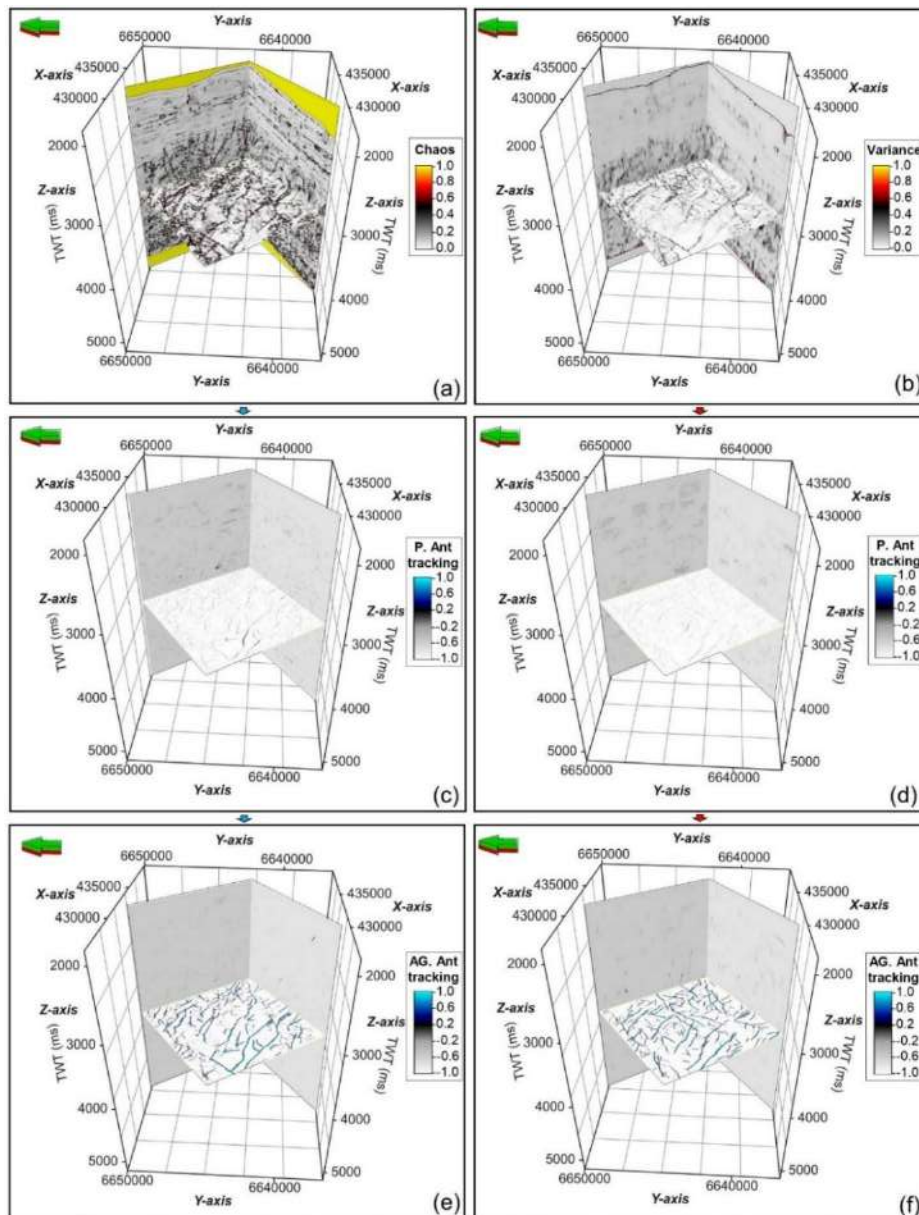 Y-axis
6650000
6640000
435000
X-axis
430000
435000
X-axis
430000
2000
2000
Chaos
1.0
0.8
0.6
0.4
0.2
0.0
Z-axis
Z-axis
3000
TWT (ms)
TWT (ms)
3000
4000
4000
5000
5000
6650000
6640000
Y-axis
(a)
Y-axis
6650000
6640000
435000
X-axis
430000
435000
X-axis
430000
2000
2000
Variance
1.0
0.8
0.6
0.4
0.2
0.0
Z-axis
Z-axis
3000
TWT (ms)
TWT (ms)
3000
4000
4000
5000
5000
6650000
6640000
Y-axis
(b)
Y-axis
6650000
6640000
435000
X-axis
430000
435000
X-axis
430000
2000
2000
P. Ant
tracking
1.0
0.6
0.2
-0.2
-0.6
-1.0
Z-axis
Z-axis
3000
TWT (ms)
TWT (ms)
3000
4000
4000
5000
5000
6650000
6640000
Y-axis
(c)
Y-axis
6650000
6640000
435000
X-axis
430000
435000
X-axis
430000
2000
2000
P. Ant
tracking
1.0
0.6
0.2
-0.2
-0.6
-1.0
Z-axis
Z-axis
3000
TWT (ms)
TWT (ms)
3000
4000
4000
5000
5000
6650000
6640000
Y-axis
(d)
Y-axis
6650000
6640000
435000
X-axis
430000
435000
X-axis
430000
2000
2000
AG. Ant
tracking
1.0
0.6
0.2
-0.2
-0.6
-1.0
Z-axis
Z-axis
3000
TWT (ms)
TWT (ms)
3000
4000
4000
5000
5000
6650000
6640000
Y-axis
(e)
Y-axis
6650000
6640000
435000
X-axis
430000
435000
X-axis
430000
2000
2000
AG. Ant
tracking
1.0
0.6
0.2
-0.2
-0.6
-1.0
Z-axis
Z-axis
3000
TWT (ms)
TWT (ms)
3000
4000
4000
5000
5000
6650000
6640000
Y-axis
(f)